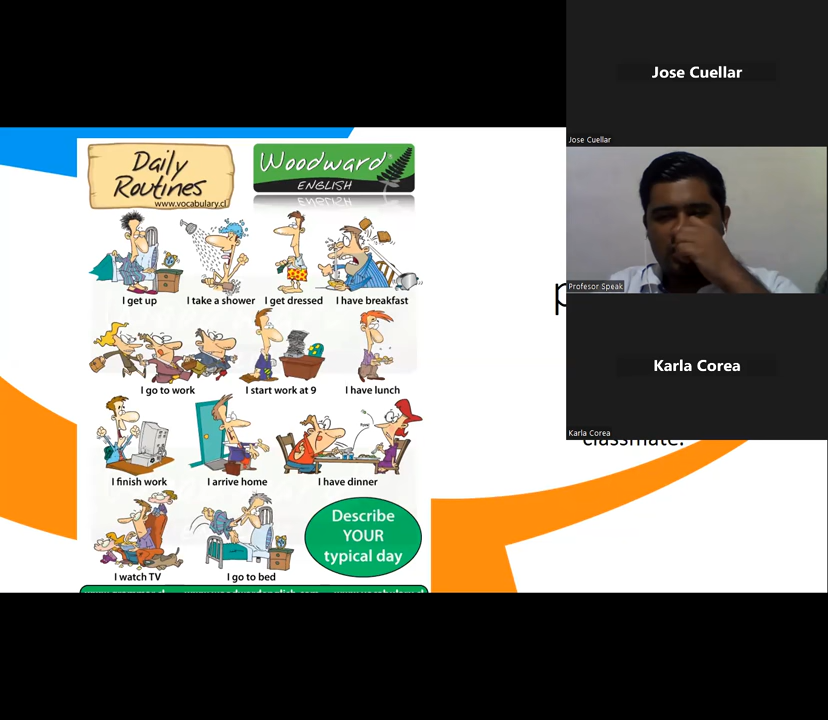 Daily
Routines
www.vocabulary.cl
Woodward®
ENGLISH
I get up
I take a shower
I get dressed
I have breakfast
I go to work
I start work at 9
I have lunch
I finish work
I arrive home
I have dinner
I watch TV
I go to bed
Describe
YOUR
typical day
p
classmate.
Jose Cuellar
Jose Cuellar
Profesor Speak
Karla Corea
Karla Corea